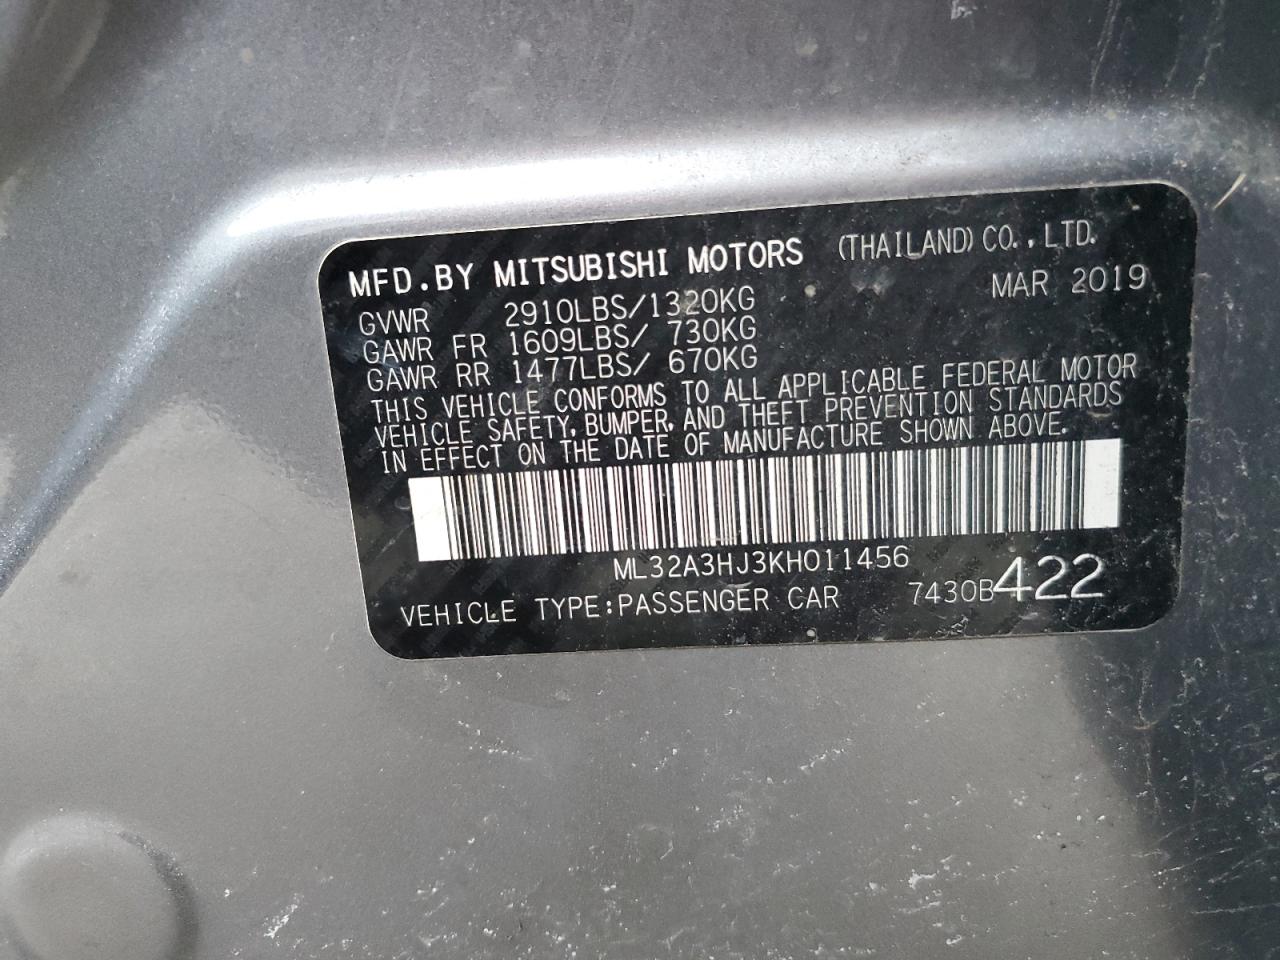 MFD.BY MITSUBISHI MOTORS (THAILAND) CO., LTD.
MAR 2019
GVWR 2910LBS/1320KG
GAWR FR 1609LBS/ 730KG
GAWR RR 1477LBS/ 670KG
THIS VEHICLE CONFORMS TO ALL APPLICABLE FEDERAL MOTOR
VEHICLE SAFETY, BUMPER, AND THEFT PREVENTION STANDARDS
IN EFFECT ON THE DATE OF MANUFACTURE SHOWN ABOVE.
ML32A3HJ3KH011456
VEHICLE TYPE:PASSENGER CAR 7430B422